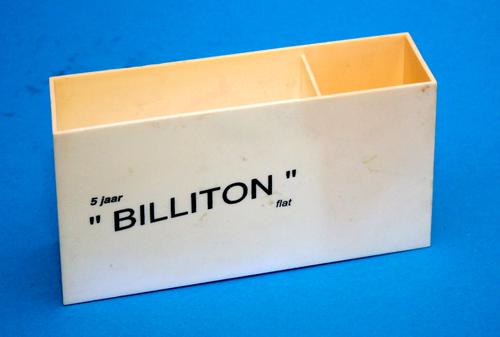 5 jaar
" BILLITON "
flat